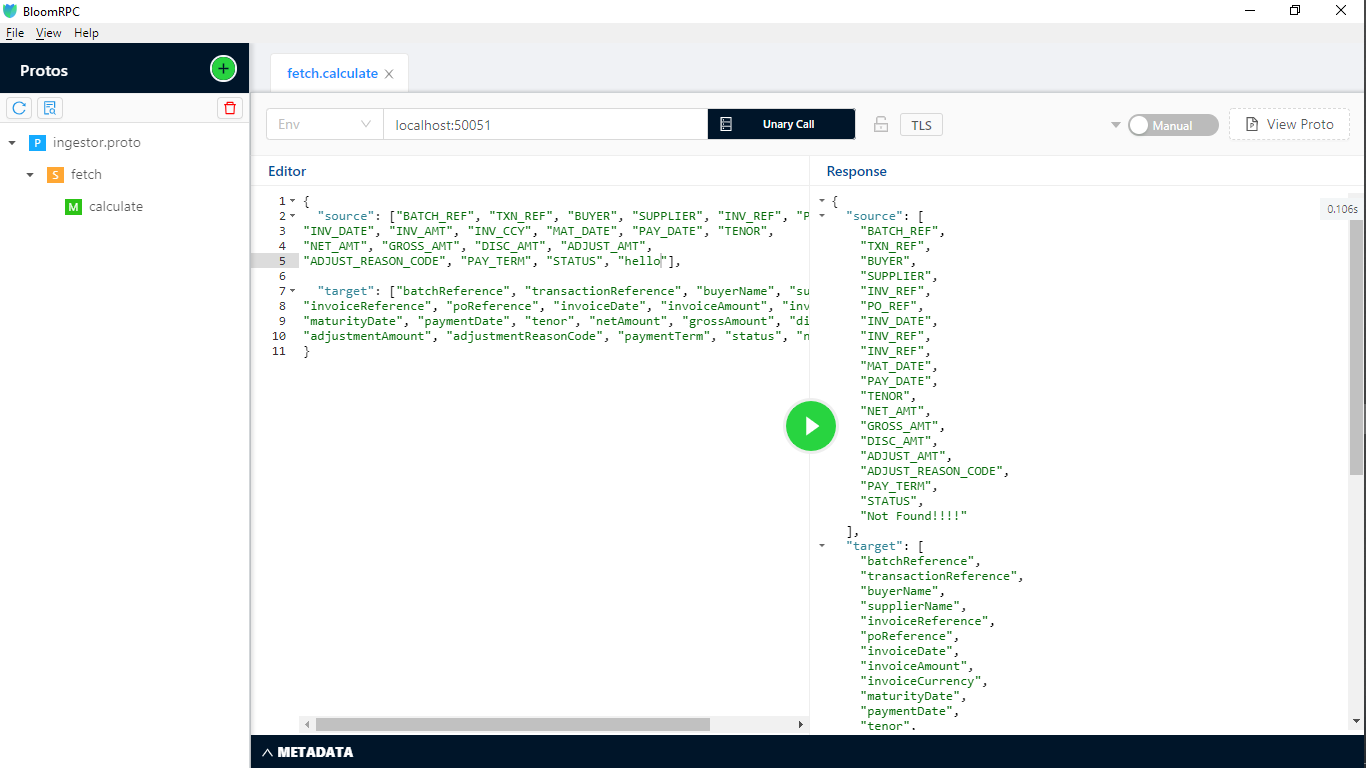 BloomRPC
File View Help
Protos
fetch.calculate
Env
localhost:50051
Unary Call
TLS
Manual
View Proto
P ingestor.proto
S fetch
M calculate
Editor
1 {
2 "source": ["BATCH_REF", "TXN_REF", "BUYER", "SUPPLIER", "INV_REF", "P
3 "INV_DATE", "INV_AMT", "INV_CCY", "MAT_DATE", "PAY_DATE", "TENOR",
4 "NET_AMT", "GROSS_AMT", "DISC_AMT", "ADJUST_AMT",
5 "ADJUST_REASON_CODE", "PAY_TERM", "STATUS", "hello"],
6
7 "target": ["batchReference", "transactionReference", "buyerName", "su
8 "invoiceReference", "poReference", "invoiceDate", "invoiceAmount", "inv
9 "maturityDate", "paymentDate", "tenor", "netAmount", "grossAmount", "di
10 "adjustmentAmount", "adjustmentReasonCode", "paymentTerm", "status", "n
11 }
Response
0.106s
{
"source": [
"BATCH_REF",
"TXN_REF",
"BUYER",
"SUPPLIER",
"INV_REF",
"PO_REF",
"INV_DATE",
"INV_REF",
"INV_REF",
"MAT_DATE",
"PAY_DATE",
"TENOR",
"NET_AMT",
"GROSS_AMT",
"DISC_AMT",
"ADJUST_AMT",
"ADJUST_REASON_CODE",
"PAY_TERM",
"STATUS",
"Not Found!!!!"
],
"target": [
"batchReference",
"transactionReference",
"buyerName",
"supplierName",
"invoiceReference",
"poReference",
"invoiceDate",
"invoiceAmount",
"invoiceCurrency",
"maturityDate",
"paymentDate",
"tenor",
METADATA